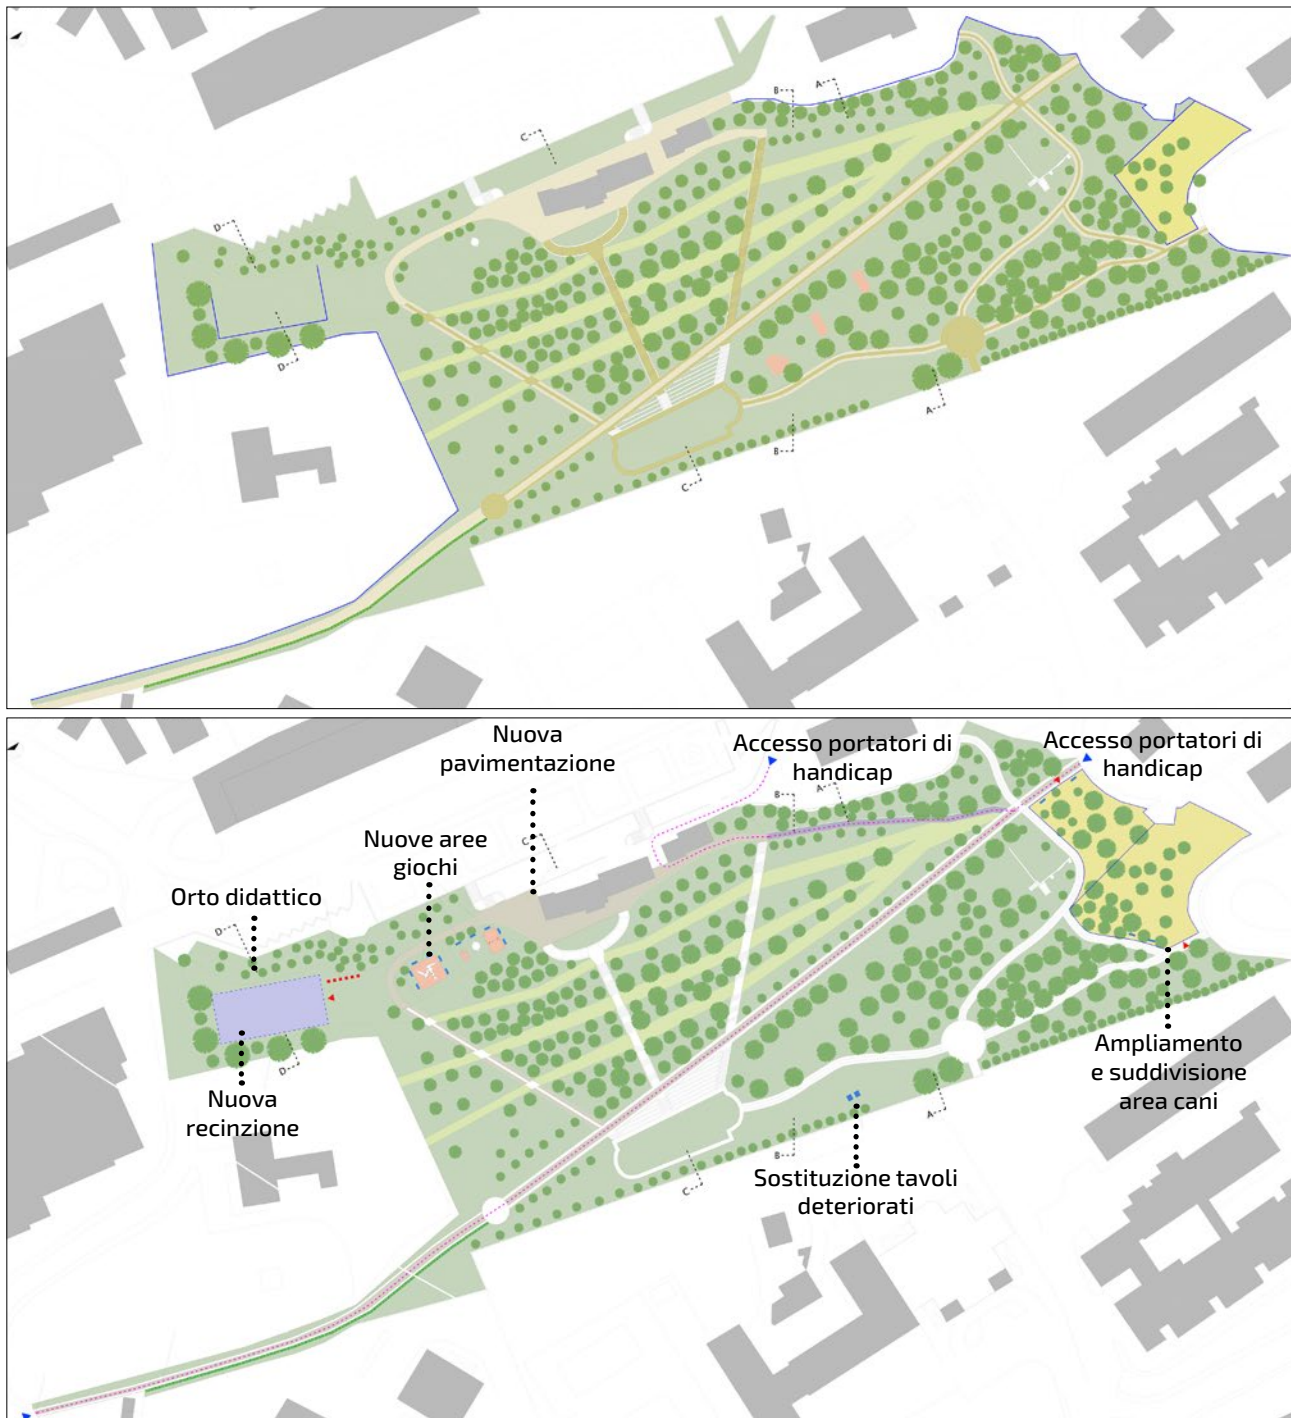 A
B
C
D
D
A
B
C
Nuova
pavimentazione
Accesso portatori di
handicap
Accesso portatori di
handicap
A
B
C
Nuove aree
giochi
Orto didattico
D
D
Nuova
recinzione
Ampliamento
e suddivisione
area cani
A
B
C
Sostituzione tavoli
deteriorati